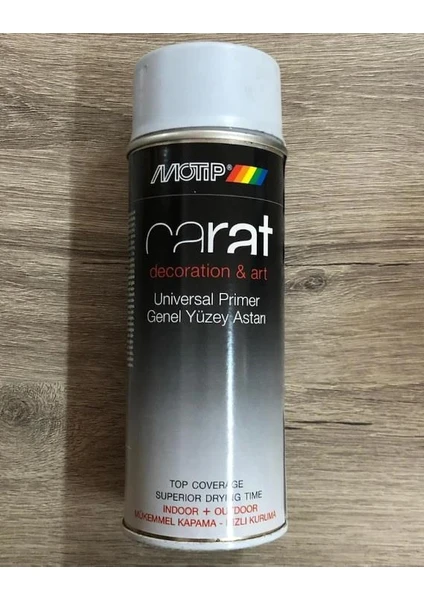 MOTIP®
carat
decoration & art
Universal Primer
Genel Yüzey Astarı
TOP COVERAGE
SUPERIOR DRYING TIME
INDOOR + OUTDOOR
MÜKEMMEL KAPAMA - HIZLI KURUMA